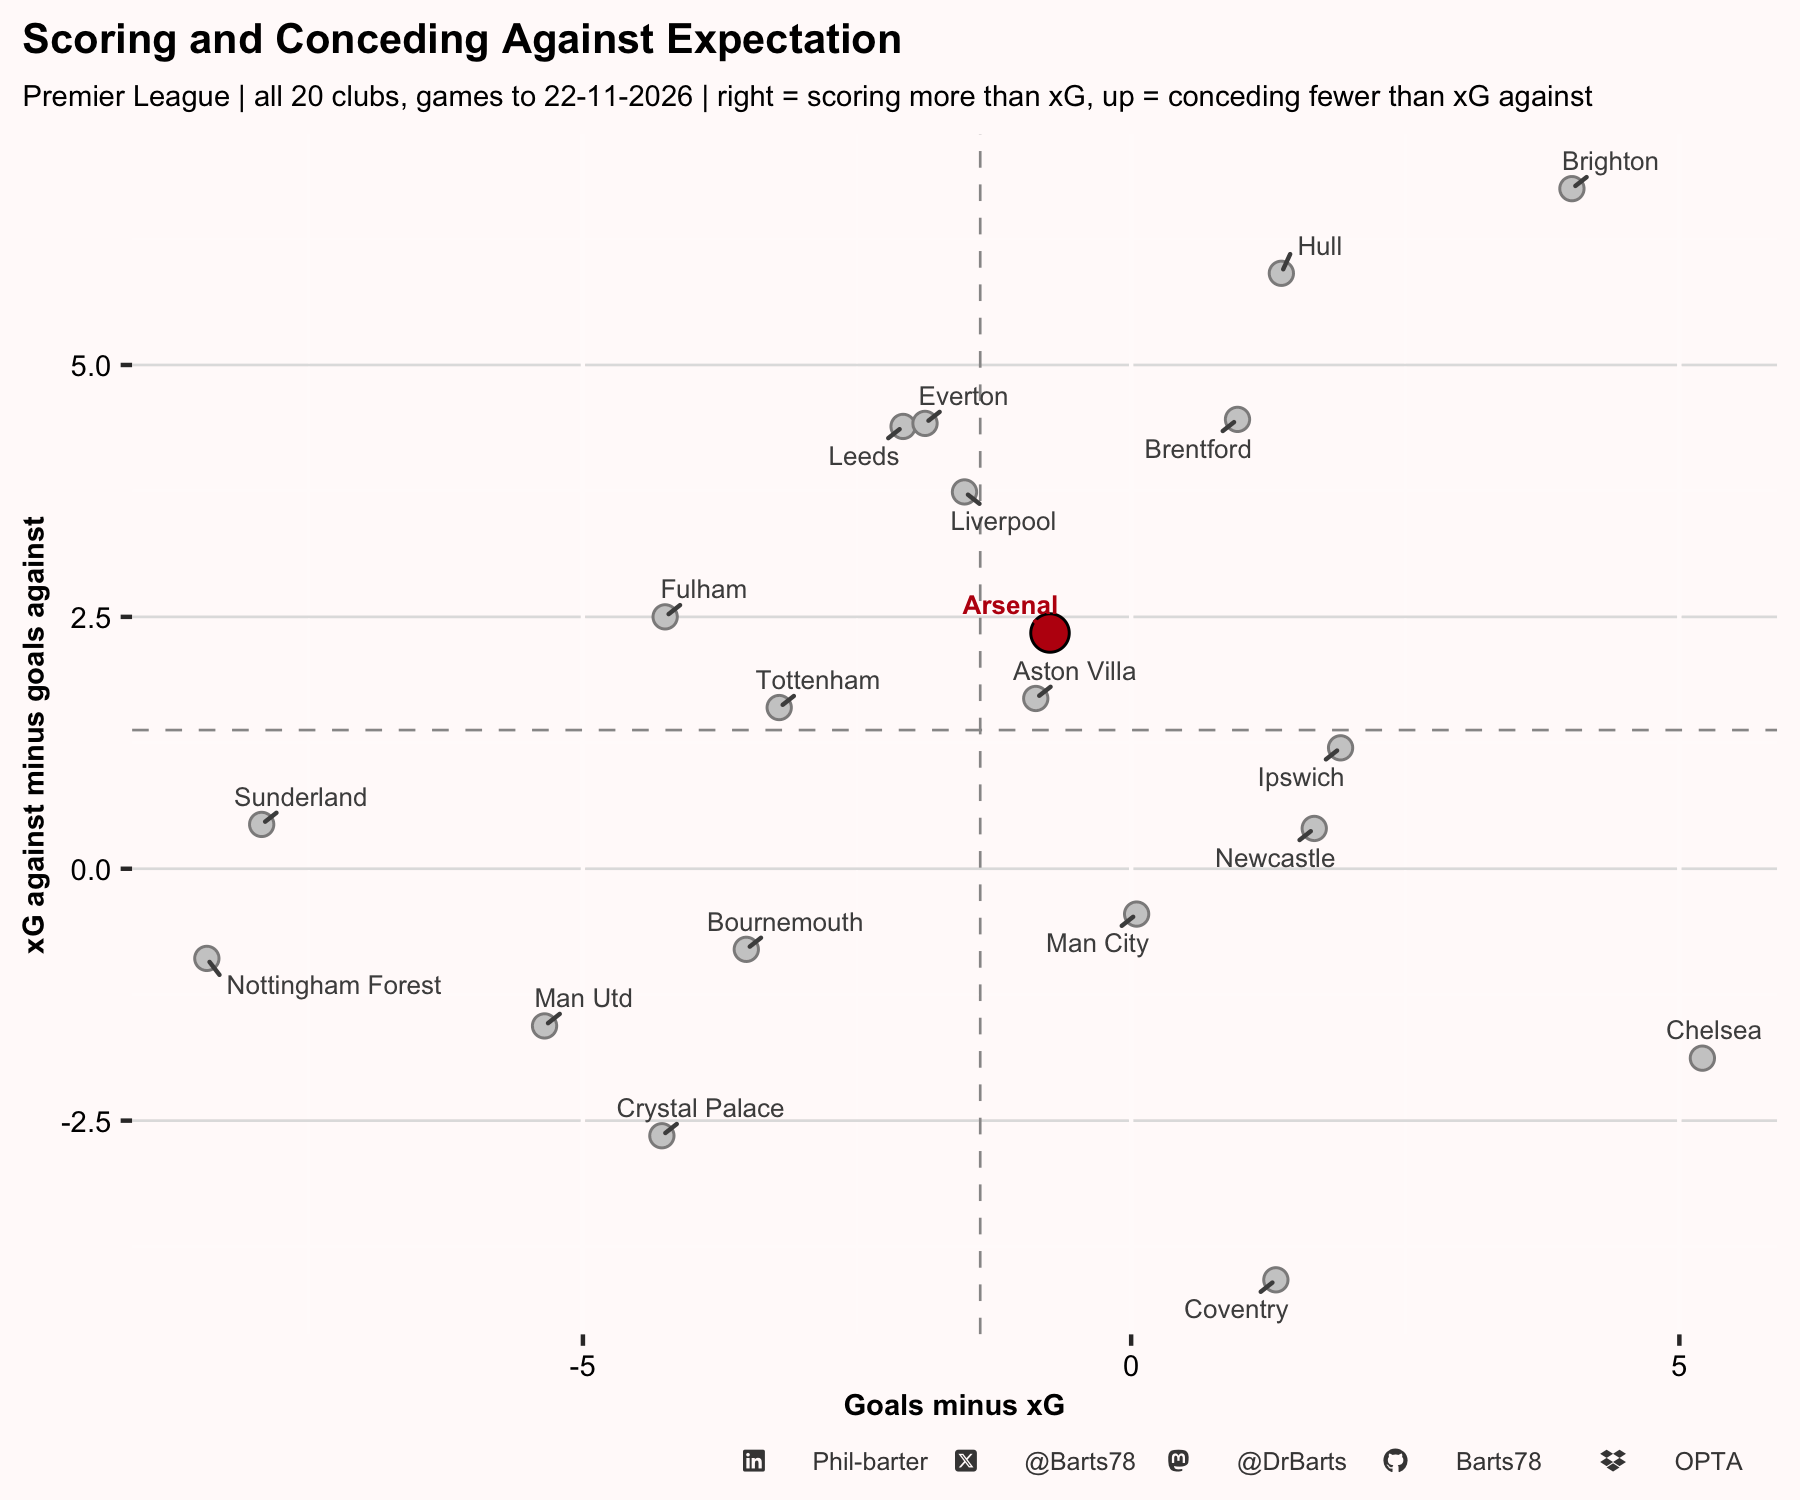 Scoring and Conceding Against Expectation
Premier League | all 20 clubs, games to 22-11-2026 | right = scoring more than xG, up = conceding fewer than xG against
Brighton
Hull
5.0
Everton
Leeds
Brentford
Liverpool
Fulham
Arsenal
2.5
Aston Villa
Tottenham
Ipswich
Sunderland
Newcastle
0.0
Bournemouth
Man City
Nottingham Forest
Man Utd
Chelsea
Crystal Palace
-2.5
Coventry
xG against minus goals against
-5
0
5
Goals minus xG
Phil-barter @Barts78 @DrBarts Barts78 OPTA